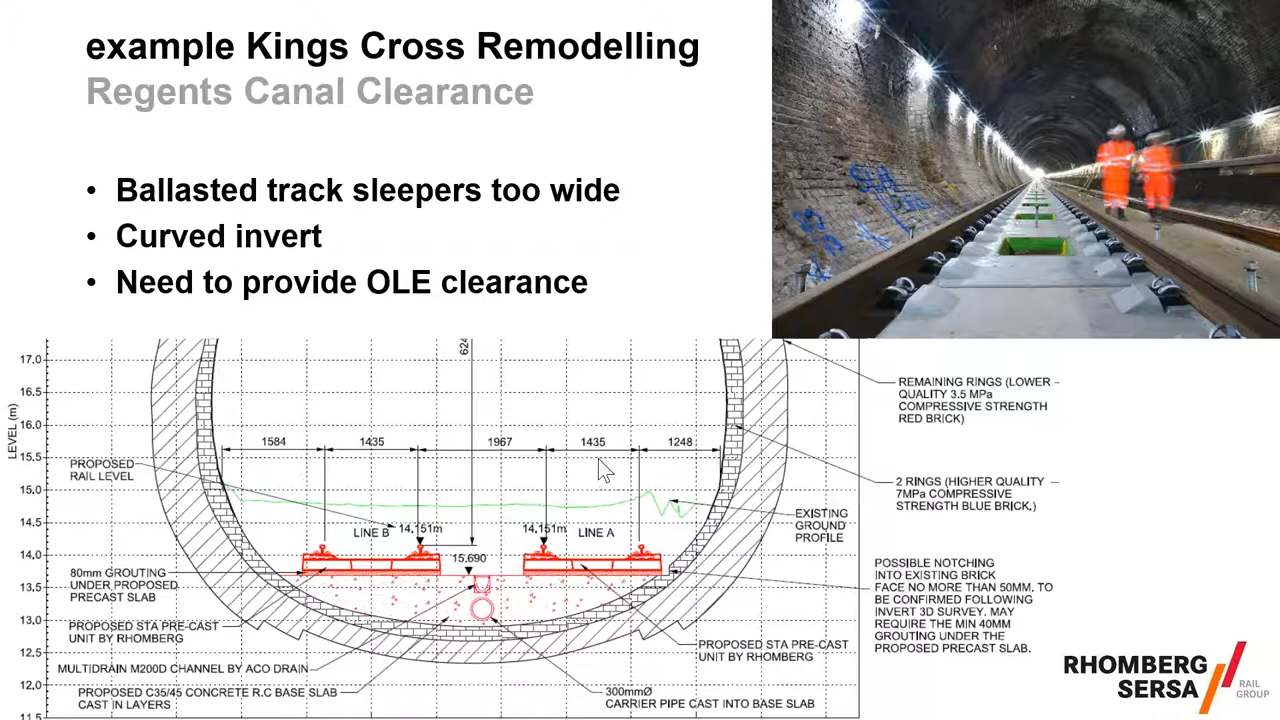 example Kings Cross Remodelling
Regents Canal Clearance
• Ballasted track sleepers too wide
• Curved invert
• Need to provide OLE clearance
17.0
16.5
16.0
15.5
15.0
14.5
14.0
13.5
13.0
12.5
12.0
11.5
LEVEL (m)
624
1584
1435
1967
1435
1248
PROPOSED
RAIL LEVEL
LINE B
14.151m
14.151m
LINE A
15.690
80mm GROUTING
UNDER PROPOSED
PRECAST SLAB
PROPOSED STA PRE-CAST
UNIT BY RHOMBERG
MULTIDRAIN M200D CHANNEL BY ACO DRAIN
PROPOSED C35/45 CONCRETE R.C BASE SLAB
CAST IN LAYERS
300mmØ
CARRIER PIPE CAST INTO BASE SLAB
PROPOSED STA PRE-CAST
UNIT BY RHOMBERG
EXISTING
GROUND
PROFILE
REMAINING RINGS (LOWER
QUALITY 3.5 MPa
COMPRESSIVE STRENGTH
RED BRICK)
2 RINGS (HIGHER QUALITY
7MPa COMPRESSIVE
STRENGTH BLUE BRICK,)
POSSIBLE NOTCHING
INTO EXISTING BRICK
FACE NO MORE THAN 50MM. TO
BE CONFIRMED FOLLOWING
INVERT 3D SURVEY. MAY
REQUIRE THE MIN 40MM
GROUTING UNDER THE
PROPOSED PRECAST SLAB.
RHOMBERG
SERSA
RAIL
GROUP